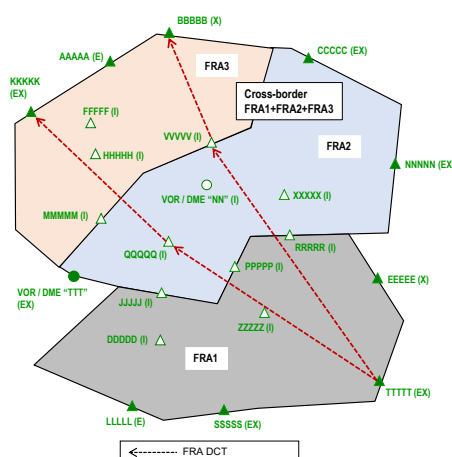 BBBBB (X)
CCCCC (EX)
AAAAA (E)
FRA3
KKKKK
(EX)
Cross-border
FRA1+FRA2+FRA3
FFFFF (I)
VVVVV (I)
FRA2
HHHHH (I)
NNNNN (EX
VOR / DME “NN” (I)
XXXXX (I)
MMMMM (I)
RRRRR (I)
QQQQQ (I)
PPPPP (I)
EEEEE (X)
VOR / DME “TTT”
(EX)
JJJJJ (I)
ZZZZZ (I)
DDDDD (I)
FRA1
TTTTT (EX)
LLLLL (E)
SSSSS (EX)
FRA DCT